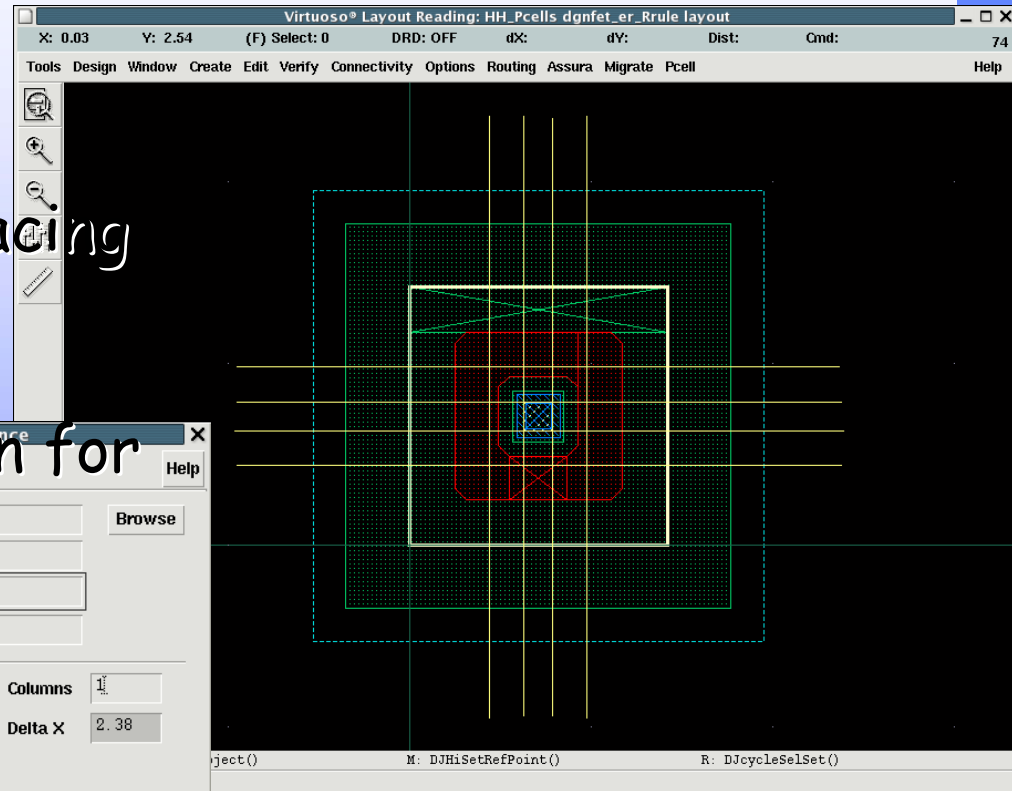 Virtuoso® Layout Reading: HH_Pcells dgnfet_er_Rrule layout
X: 0.03 Y: 2.54 (F) Select: 0 DRD: OFF dX: dY: Dist: Cmd: 74
Tools Design Window Create Edit Verify Connectivity Options Routing Assura Migrate Pcell Help
acing
nce
n for
Help
Browse
Columns 1
Delta X 2.38
ject() M: DJHiSetRefPoint() R: DJcycleSelSet()